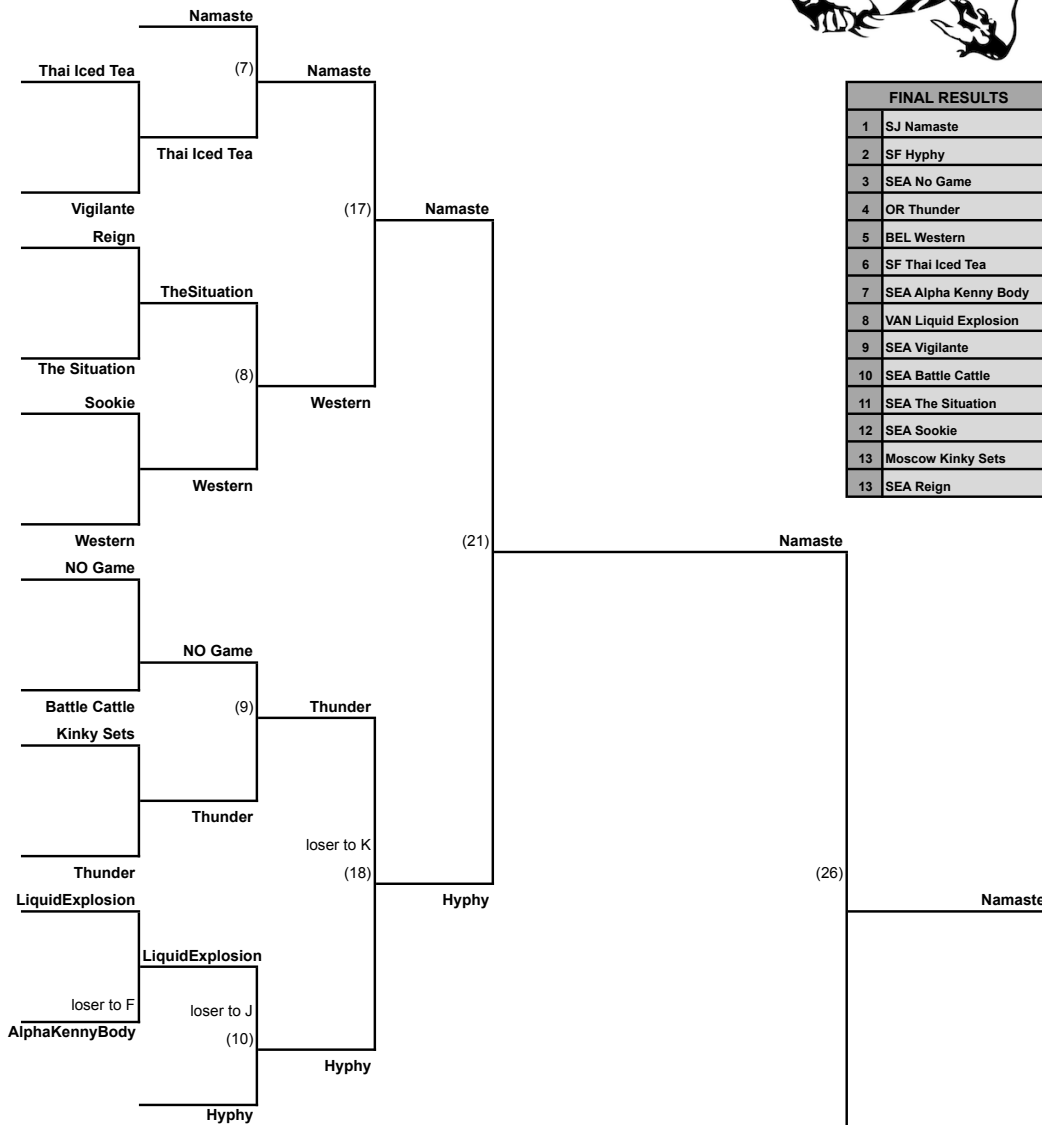 Namaste
Thai Iced Tea
(7)
Namaste
Thai Iced Tea
Vigilante
(17)
Namaste
Reign
TheSituation
The Situation
(8)
Sookie
Western
Western
Western
(21)
Namaste
NO Game
NO Game
Battle Cattle
(9)
Thunder
Kinky Sets
Thunder
loser to K
Thunder
(18)
(26)
LiquidExplosion
Hyphy
Namaste
LiquidExplosion
loser to F
loser to J
AlphaKennyBody
(10)
Hyphy
Hyphy
FINAL RESULTS
1 SJ Namaste
2 SF Hyphy
3 SEA No Game
4 OR Thunder
5 BEL Western
6 SF Thai Iced Tea
7 SEA Alpha Kenny Body
8 VAN Liquid Explosion
9 SEA Vigilante
10 SEA Battle Cattle
11 SEA The Situation
12 SEA Sookie
13 Moscow Kinky Sets
13 SEA Reign